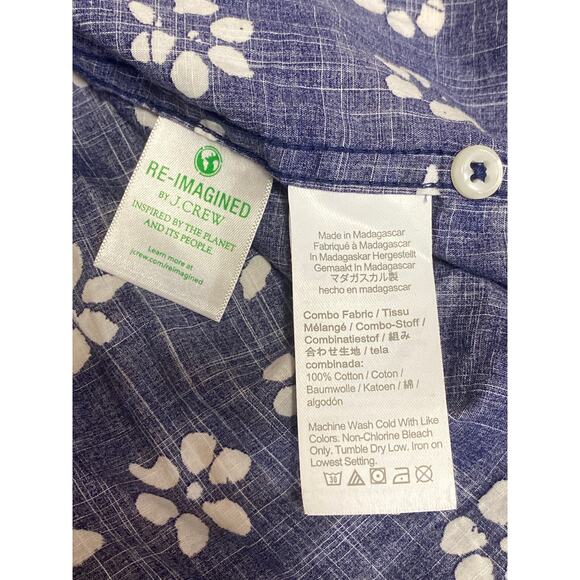 RE-IMAGINED
BY J.CREW
INSPIRED BY THE PLANET
AND ITS PEOPLE.
Learn more at
jcrew.com/reimagined
Made in Madagascar
Fabriqué à Madagascar
In Madagaskar Hergestellt
Gemaakt In Madagascar
マダガスカル製
hecho en madagascar
Combo Fabric / Tissu
Mélangé / Combo-Stoff /
Combinatiestof / 組み
合わせ生地 / tela
combinada:
100% Cotton / Coton /
Baumwolle / Katoen / 綿 /
algodón
Machine Wash Cold With Like
Colors. Non-Chlorine Bleach
Only. Tumble Dry Low. Iron on
Lowest Setting.
30